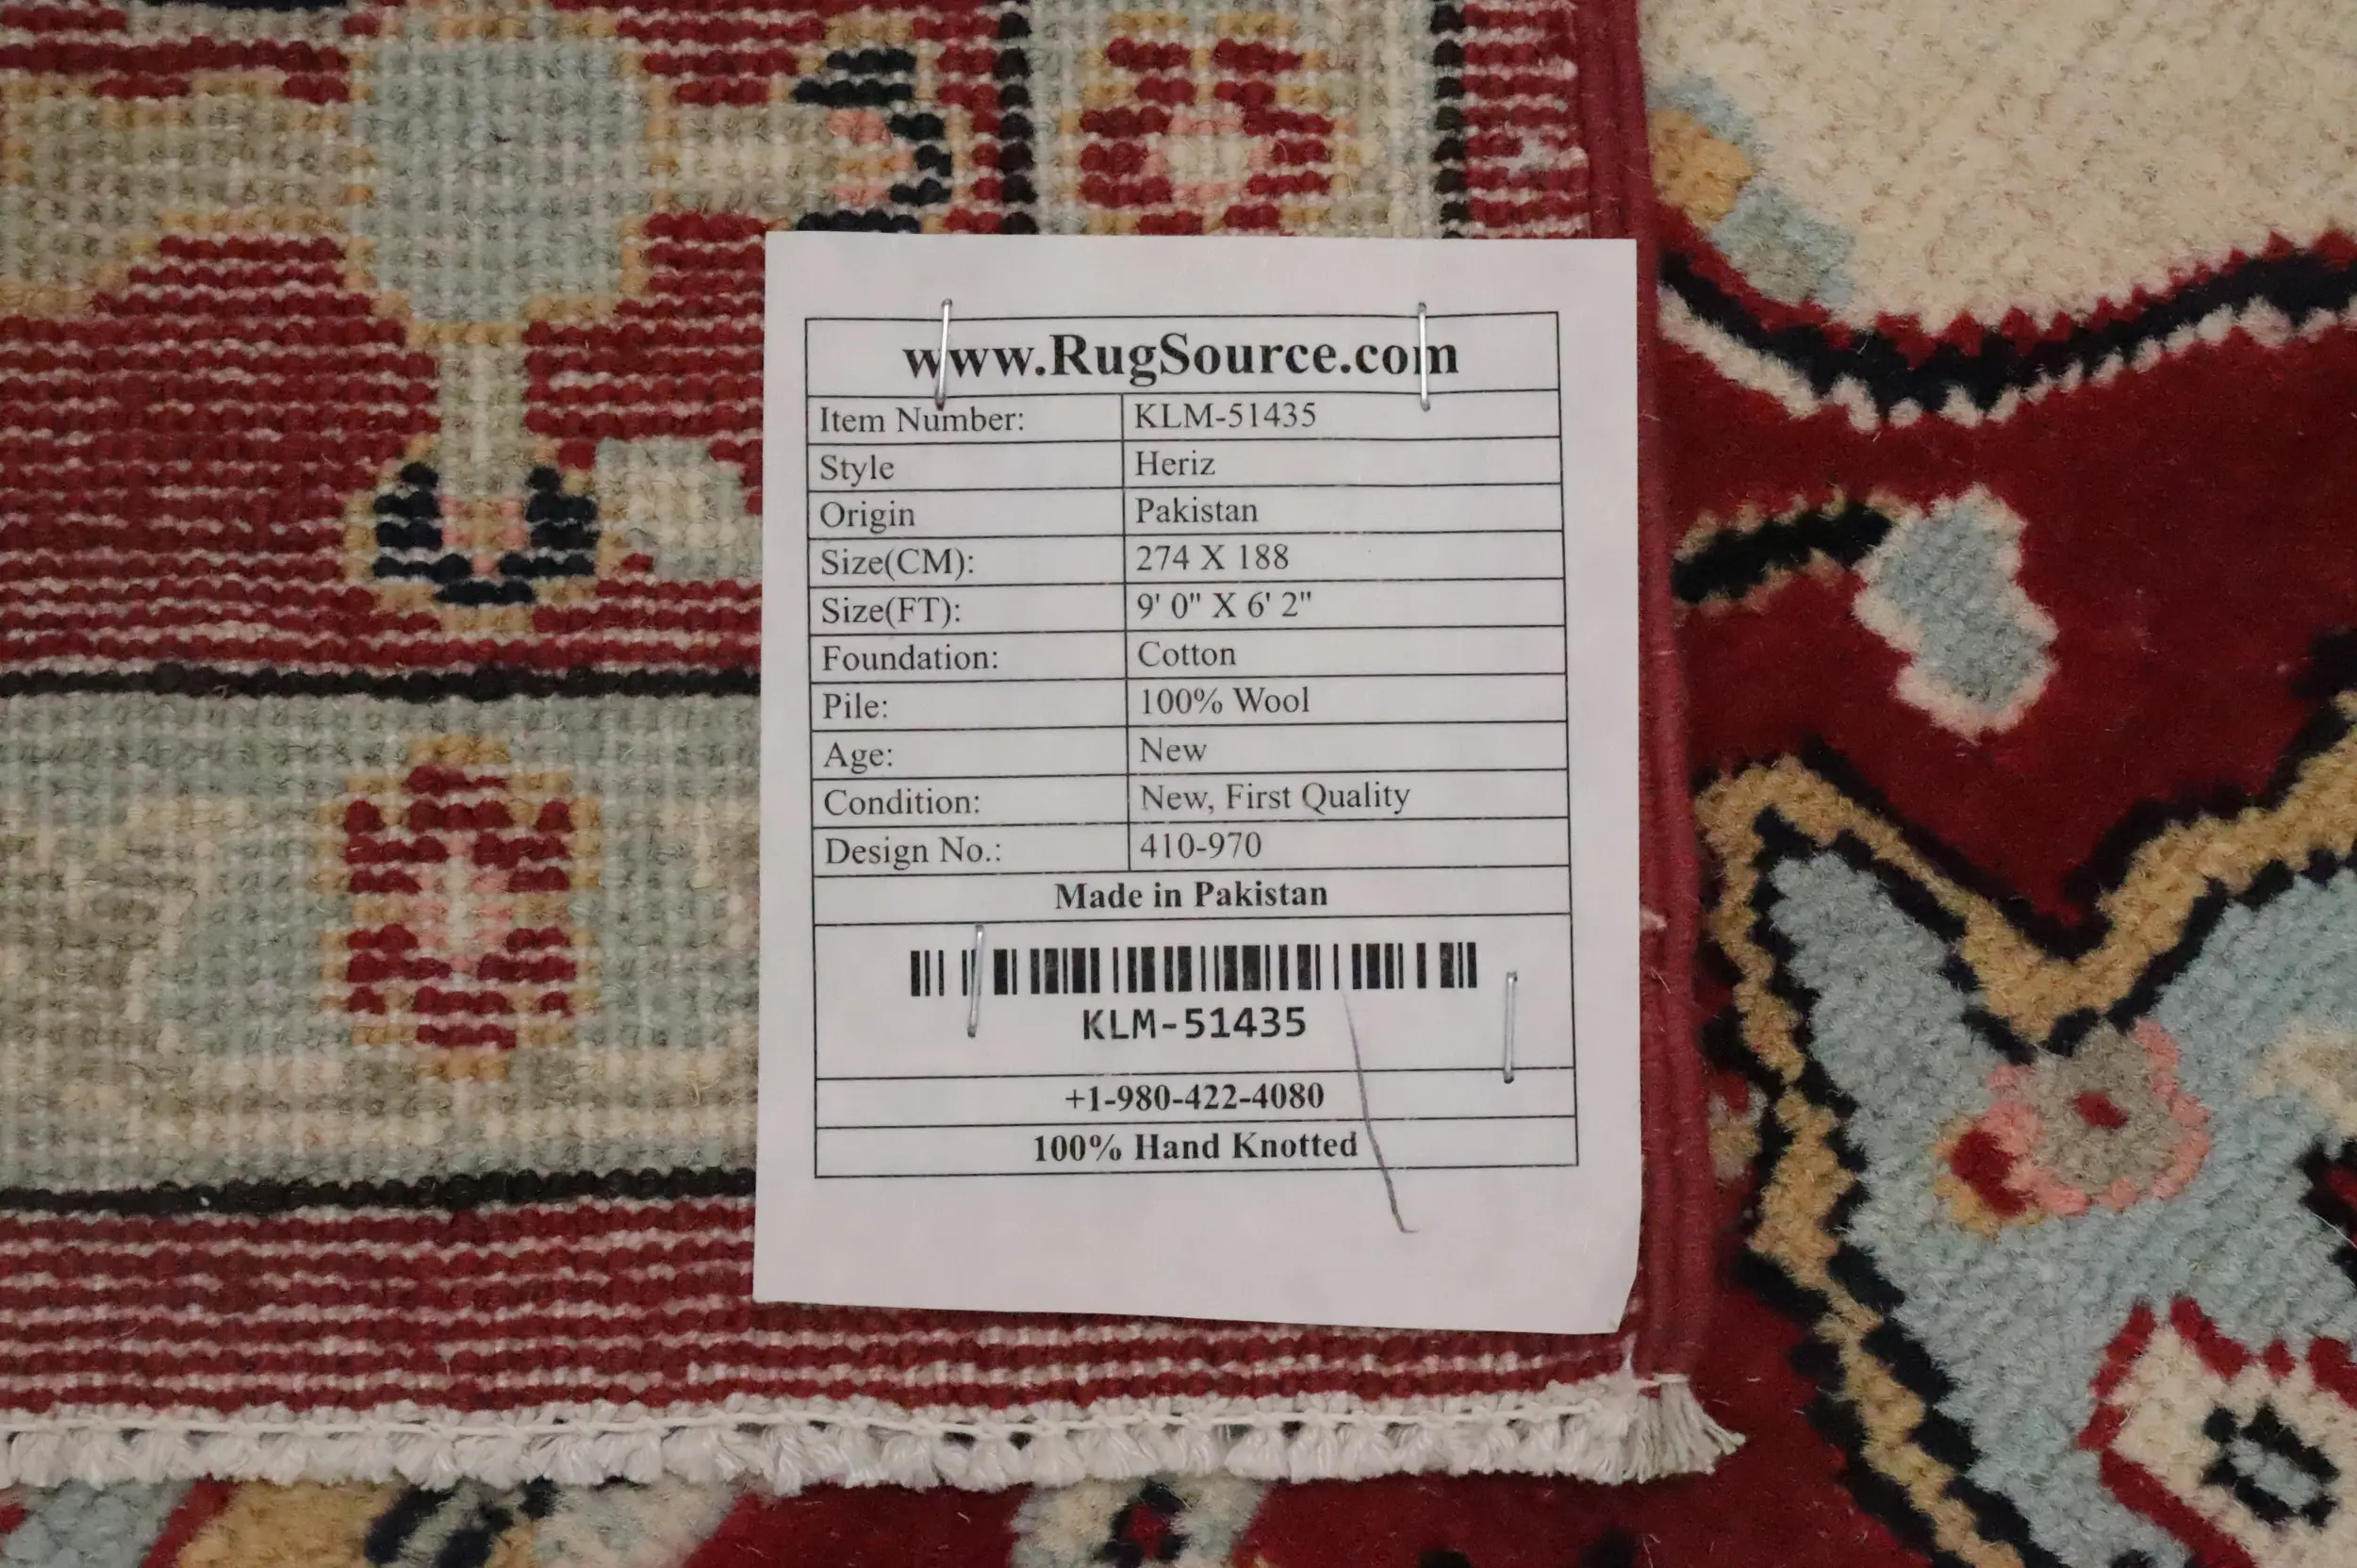 www.RugSource.com
Item Number: KLM-51435
Style Heriz
Origin Pakistan
Size(CM): 274 X 188
Size(FT): 9' 0" X 6' 2"
Foundation: Cotton
Pile: 100% Wool
Age: New
Condition: New, First Quality
Design No.: 410-970
Made in Pakistan
KLM-51435
+1-980-422-4080
100% Hand Knotted